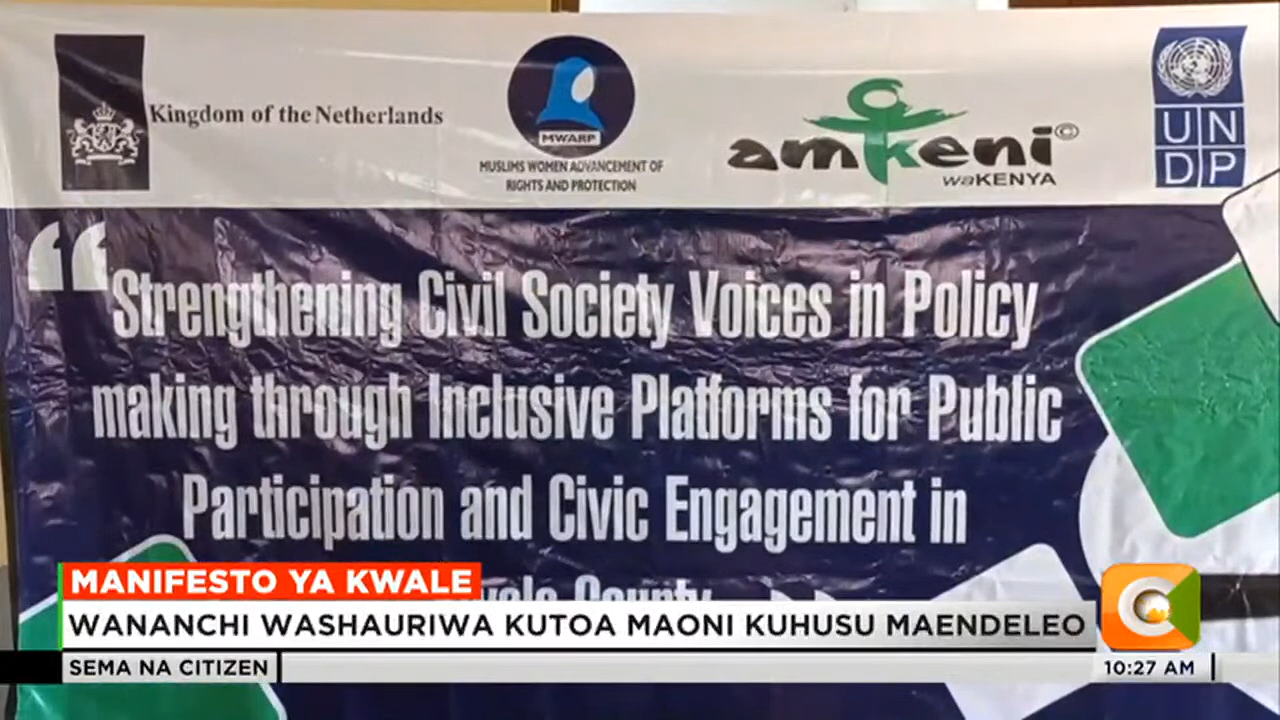 Kingdom of the Netherlands
MWARP
MUSLIMS WOMEN ADVANCEMENT OF
RIGHTS AND PROTECTION
amkeni©
waKENYA
UN
DP
“Strengthening Civil Society Voices in Policy
making through Inclusive Platforms for Public
Participation and Civic Engagement in
County
MANIFESTO YA KWALE
WANANCHI WASHAURIWA KUTOA MAONI KUHUSU MAENDELEO
SEMA NA CITIZEN
10:27 AM